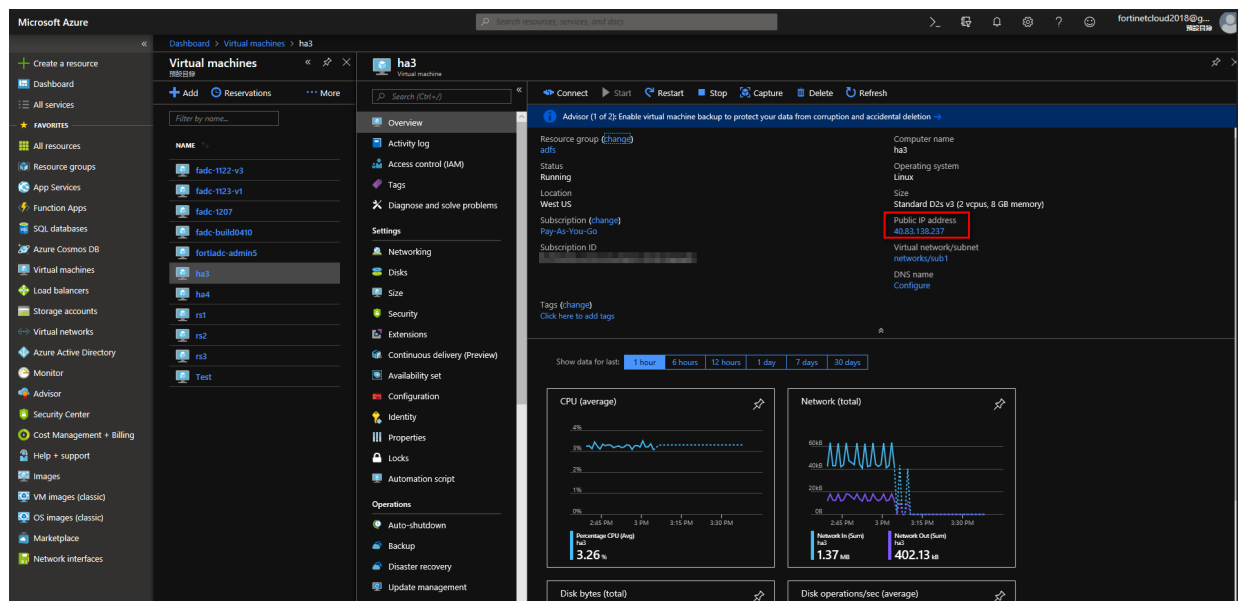 Microsoft Azure
Search resources, services, and docs
fortinetcloud2018@g...
預設目錄
Dashboard > Virtual machines > ha3
Create a resource
Dashboard
All services
FAVORITES
All resources
Resource groups
App Services
Function Apps
SQL databases
Azure Cosmos DB
Virtual machines
Load balancers
Storage accounts
Virtual networks
Azure Active Directory
Monitor
Advisor
Security Center
Cost Management + Billing
Help + support
Images
VM images (classic)
OS images (classic)
Marketplace
Network interfaces
Virtual machines
預設目錄
Add Reservations More
Filter by name...
NAME
fadc-1122-v3
fadc-1123-v1
fadc-1207
fadc-build0410
fortiadc-admin5
ha3
ha4
rs1
rs2
rs3
Test
ha3
Virtual machine
Search (Ctrl+/)
Overview
Activity log
Access control (IAM)
Tags
Diagnose and solve problems
Settings
Networking
Disks
Size
Security
Extensions
Continuous delivery (Preview)
Availability set
Configuration
Identity
Properties
Locks
Automation script
Operations
Auto-shutdown
Backup
Disaster recovery
Update management
Connect Start Restart Stop Capture Delete Refresh
Advisor (1 of 2): Enable virtual machine backup to protect your data from corruption and accidental deletion →
Resource group (change)
adfs
Status
Running
Location
West US
Subscription (change)
Pay-As-You-Go
Subscription ID
Computer name
ha3
Operating system
Linux
Size
Standard D2s v3 (2 vcpus, 8 GB memory)
Public IP address
40.83.138.237
Virtual network/subnet
networks/sub1
DNS name
Configure
Tags (change)
Click here to add tags
Show data for last: 1 hour 6 hours 12 hours 1 day 7 days 30 days
CPU (average)
4%
3%
2%
1%
0%
2:45 PM 3 PM 3:15 PM 3:30 PM
Percentage CPU (Avg)
ha3
3.26 %
Network (total)
60kB
40kB
20kB
0B
2:45 PM 3 PM 3:15 PM 3:30 PM
Network In (Sum) Network Out (Sum)
ha3 ha3
1.37 MB 402.13 kB
Disk bytes (total)
Disk operations/sec (average)